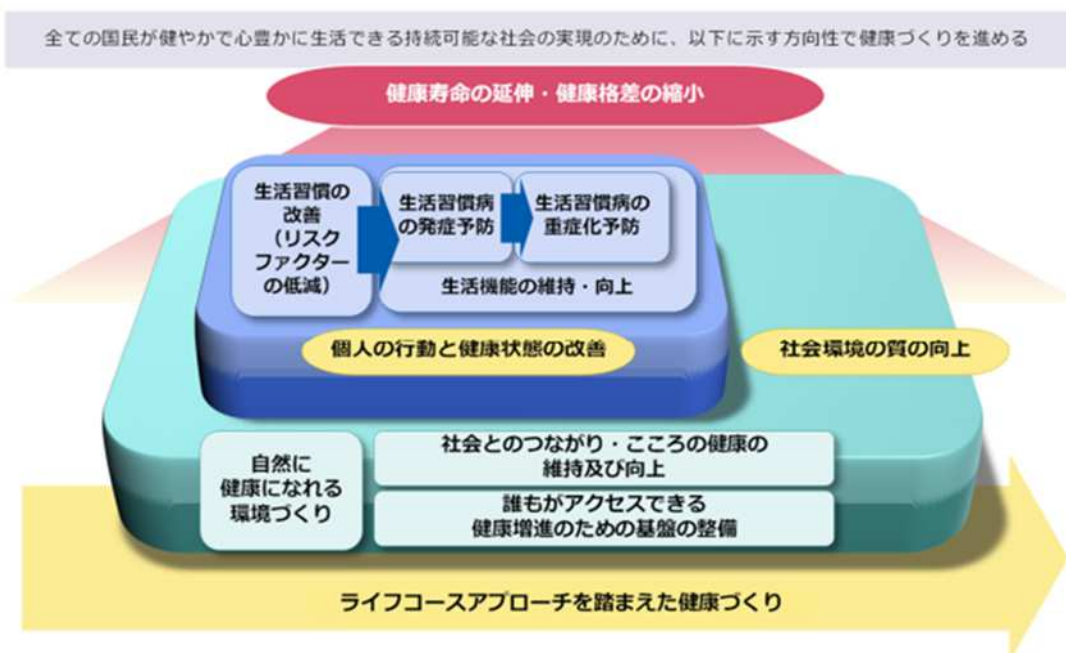 全ての国民が健やかで心豊かに生活できる持続可能な社会の実現のために、以下に示す方向性で健康づくりを進める
健康寿命の延伸・健康格差の縮小
生活習慣の
改善
（リスク
ファクター
の低減）
生活習慣病
の発症予防
生活習慣病の
重症化予防
生活機能の維持・向上
個人の行動と健康状態の改善
社会環境の質の向上
自然に
健康になれる
環境づくり
社会とのつながり・こころの健康の
維持及び向上
誰もがアクセスできる
健康増進のための基盤の整備
ライフコースアプローチを踏まえた健康づくり